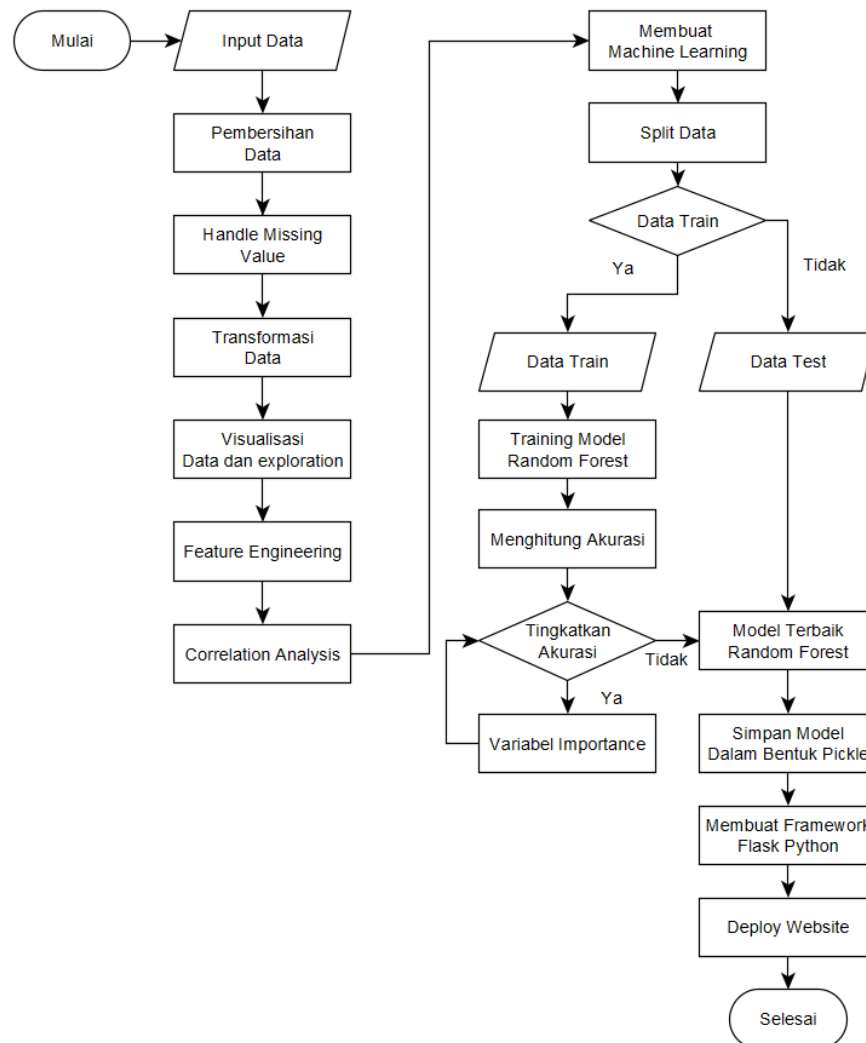 Mulai
Input Data
Pembersihan
Data
Handle Missing
Value
Transformasi
Data
Visualisasi
Data dan exploration
Feature Engineering
Correlation Analysis
Membuat
Machine Learning
Split Data
Data Train
Ya
Tidak
Data Train
Data Test
Training Model
Random Forest
Menghitung Akurasi
Tingkatkan
Akurasi
Tidak
Ya
Variabel Importance
Model Terbaik
Random Forest
Simpan Model
Dalam Bentuk Pickle
Membuat Framework
Flask Python
Deploy Website
Selesai